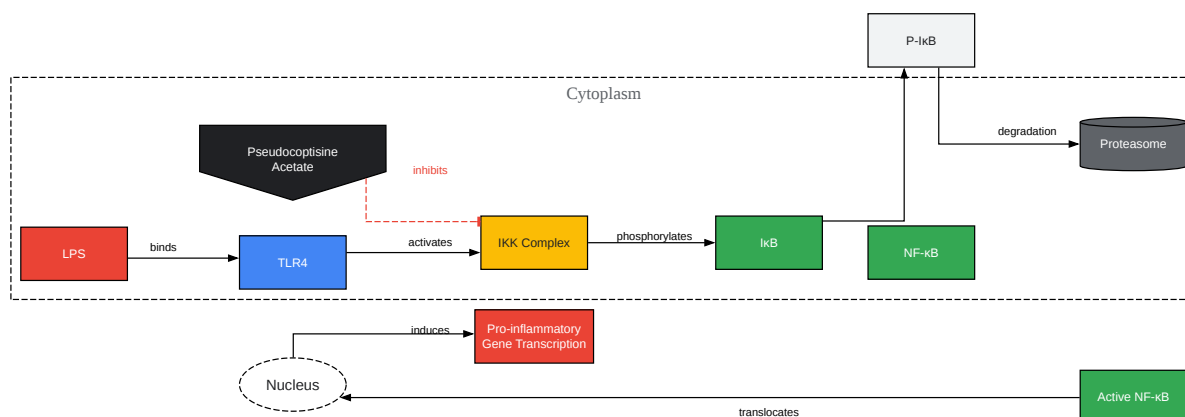 P-IκB
Cytoplasm
degradation
Proteasome
Pseudocoptisine
Acetate
inhibits
LPS
binds
TLR4
activates
IKK Complex
phosphorylates
IκB
NF-κB
induces
Pro-inflammatory
Gene Transcription
Nucleus
translocates
Active NF-κB